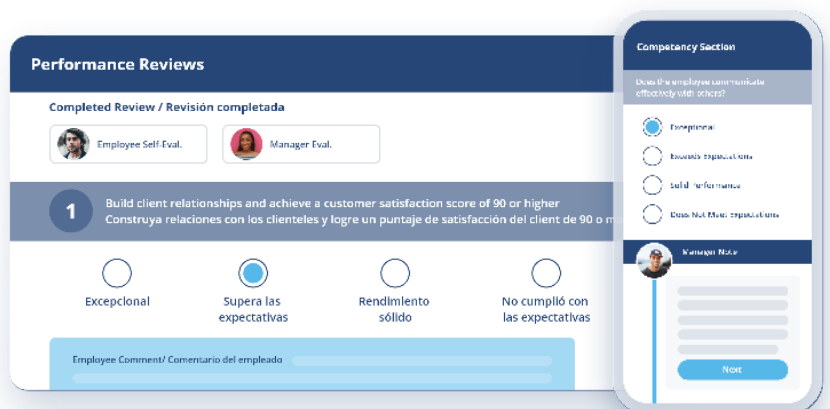 Performance Reviews
Completed Review / Revisión completada
Employee Self-Eval.
Manager Eval.
1
Build client relationships and achieve a customer satisfaction score of 90 or higher
Construya relaciones con los clienteles y logre un puntaje de satisfacción del client de 90 o
Excepcional
Supera las
expectativas
Rendimiento
sólido
No cumplió con
las expectativas
Employee Comment/ Comentario del empleado
Competency Section
Does the employee communicate
effectively with others?
Exceptional
Exceeds Expectations
Solid Performance
Does Not Meet Expectations
Manager Note
Next